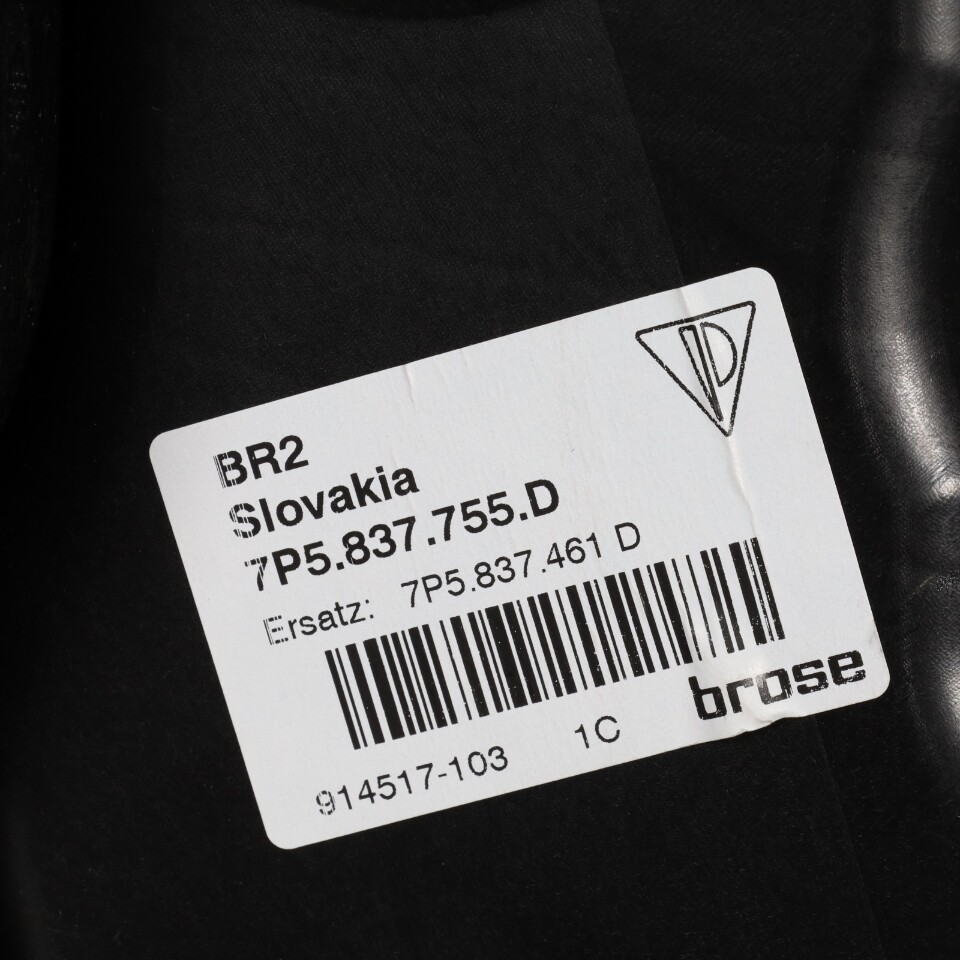 BR2
Slovakia
7P5.837.755.D
Ersatz: 7P5.837.461 D
brose
914517-103 1C